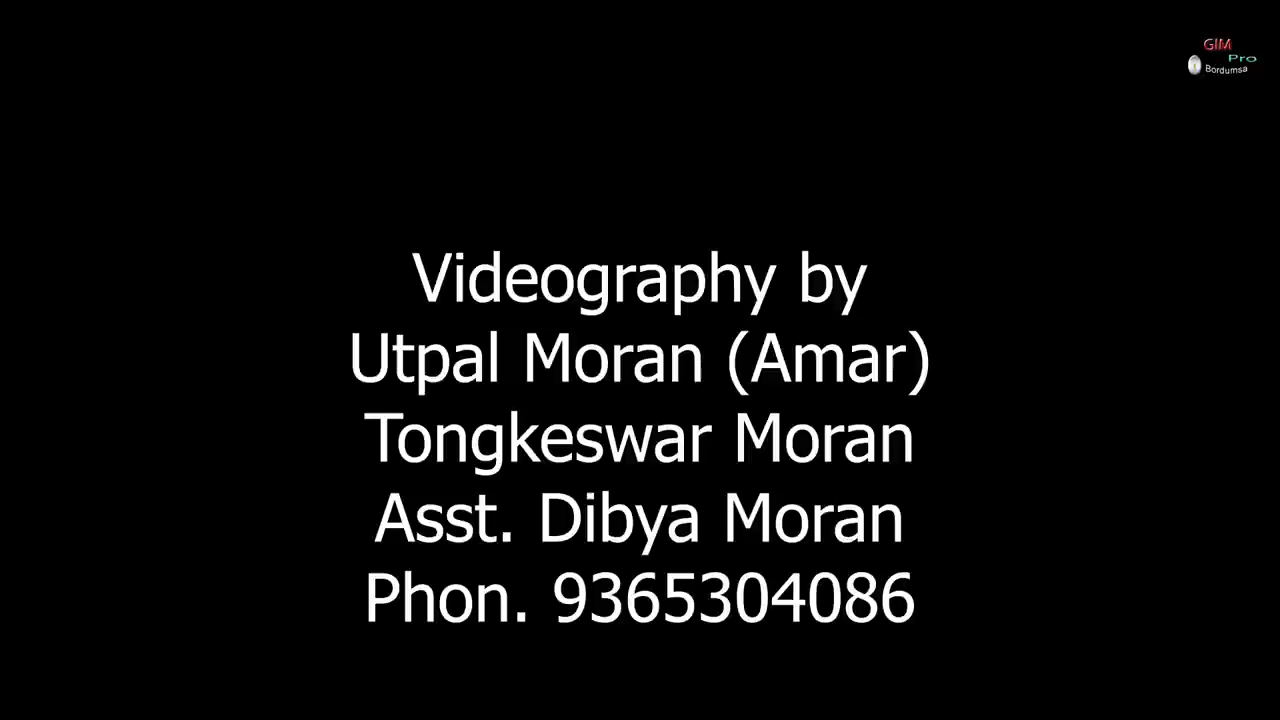 GIM
Pro
Bordumsa
Videography by
Utpal Moran (Amar)
Tongkeswar Moran
Asst. Dibya Moran
Phon. 9365304086